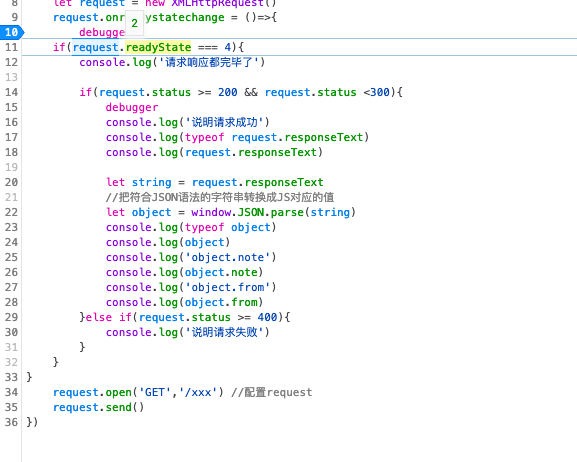 8 let request = new XMLHttpRequest()
9 request.onr ystatechange = ()=>{
2
10 debugge
11 if(request.readyState === 4){
12 console.log('请求响应都完毕了')
13
14 if(request.status >= 200 && request.status <300){
15 debugger
16 console.log('说明请求成功')
17 console.log(typeof request.responseText)
18 console.log(request.responseText)
19
20 let string = request.responseText
21 //把符合JSON语法的字符串转换成JS对应的值
22 let object = window.JSON.parse(string)
23 console.log(typeof object)
24 console.log(object)
25 console.log('object.note')
26 console.log(object.note)
27 console.log('object.from')
28 console.log(object.from)
29 }else if(request.status >= 400){
30 console.log('说明请求失败')
31 }
32 }
33 }
34 request.open('GET','/xxx') //配置request
35 request.send()
36 })